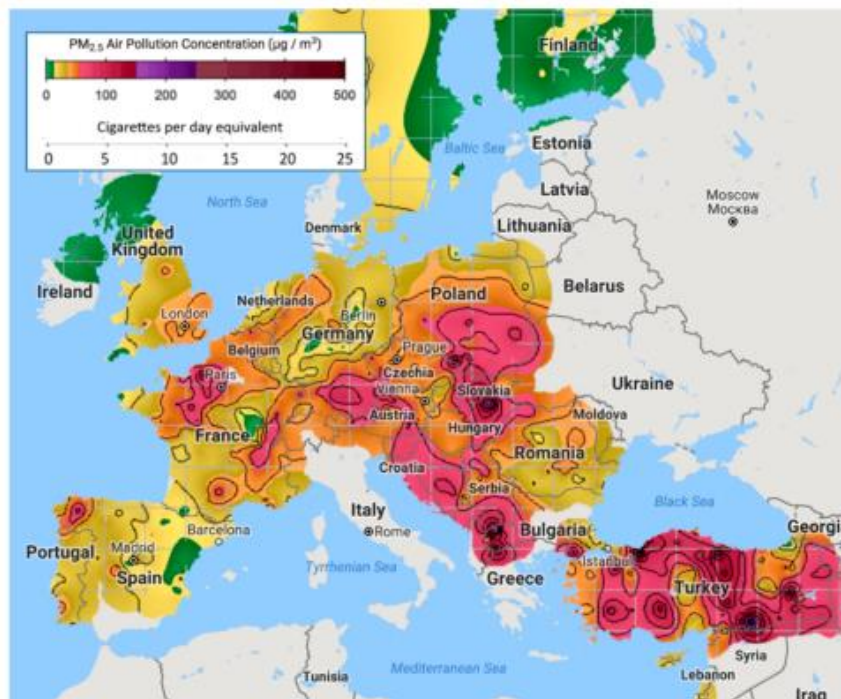 PM2.5 Air Pollution Concentration (µg / m³)
0 100 200 300 400 500
Cigarettes per day equivalent
0 5 10 15 20 25
Finland
Baltic Sea
Estonia
Latvia
Lithuania
Moscow
Москва
North Sea
Denmark
United
Kingdom
Ireland
Netherlands
London
Berlin
Germany
Poland
Belarus
Belgium
Prague
Czechia
Paris
Vienna
Slovakia
Ukraine
Austria
Hungary
Moldova
France
Croatia
Romania
Serbia
Italy
Rome
Bulgaria
Black Sea
Georgi
Barcelona
Portugal
Madrid
Spain
Tyrrhenian Sea
Greece
Istanbul
Turkey
Syria
Lebanon
Tunisia
Mediterranean Sea
Iraq